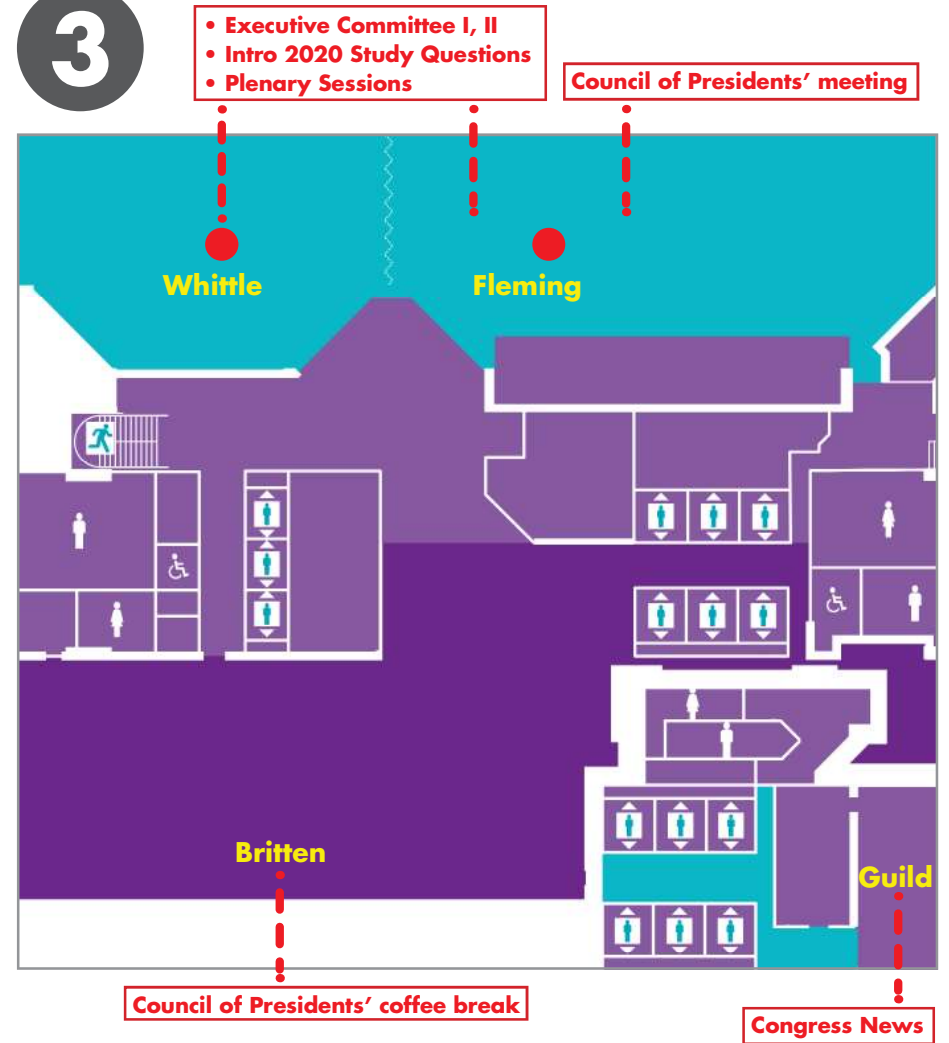 3
• Executive Committee I, II
• Intro 2020 Study Questions
• Plenary Sessions
Council of Presidents’ meeting
Whittle
Fleming
Britten
Guild
Council of Presidents’ coffee break
Congress News